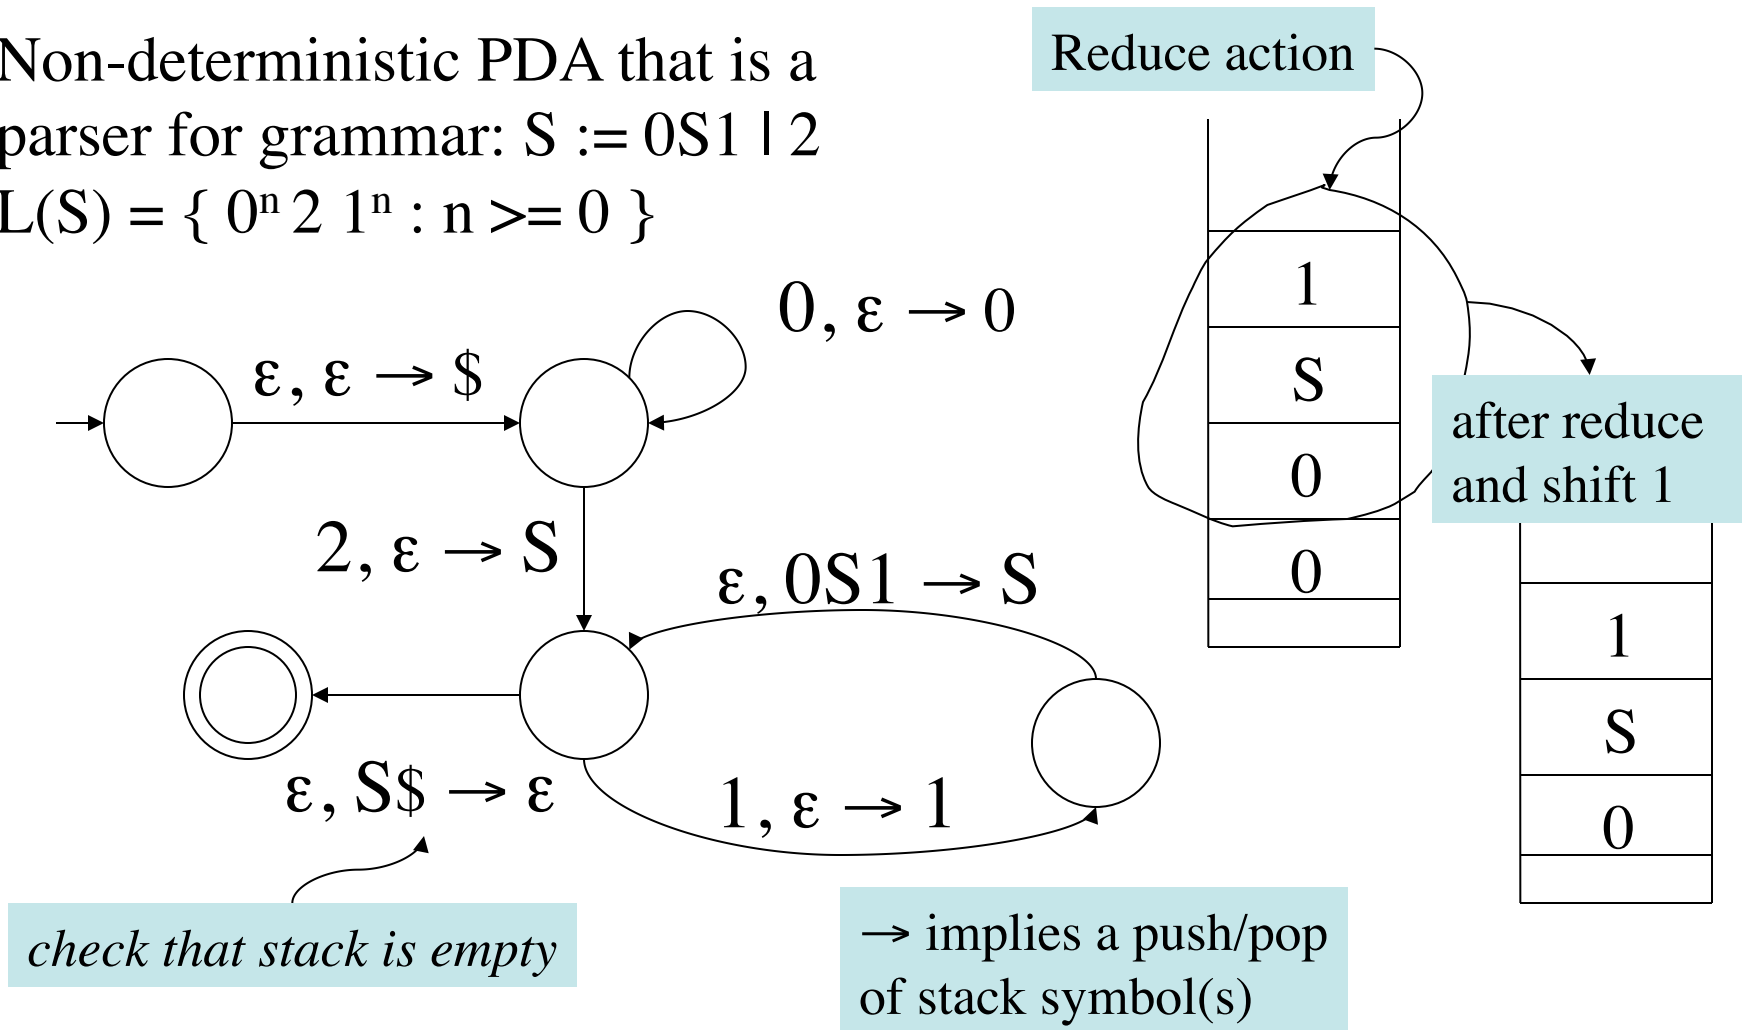 Non-deterministic PDA that is a
parser for grammar: S := 0S1 | 2
L(S) = { 0ⁿ 2 1ⁿ : n >= 0 }
Reduce action
0, ε → 0
ε, ε → $
2, ε → S
ε, 0S1 → S
ε, S$ → ε
1, ε → 1
check that stack is empty
→ implies a push/pop
of stack symbol(s)
1
S
0
0
after reduce
and shift 1
1
S
0